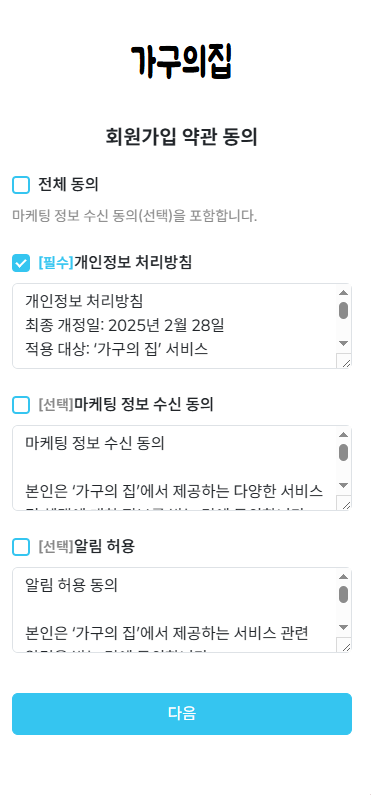 가구의집
회원가입 약관 동의
전체 동의
마케팅 정보 수신 동의(선택)을 포함합니다.
[필수]개인정보 처리방침
개인정보 처리방침
최종 개정일: 2025년 2월 28일
적용 대상: ‘가구의 집’ 서비스
[선택]마케팅 정보 수신 동의
마케팅 정보 수신 동의
본인은 ‘가구의 집’에서 제공하는 다양한 서비스
[선택]알림 허용
알림 허용 동의
본인은 ‘가구의 집’에서 제공하는 서비스 관련
다음